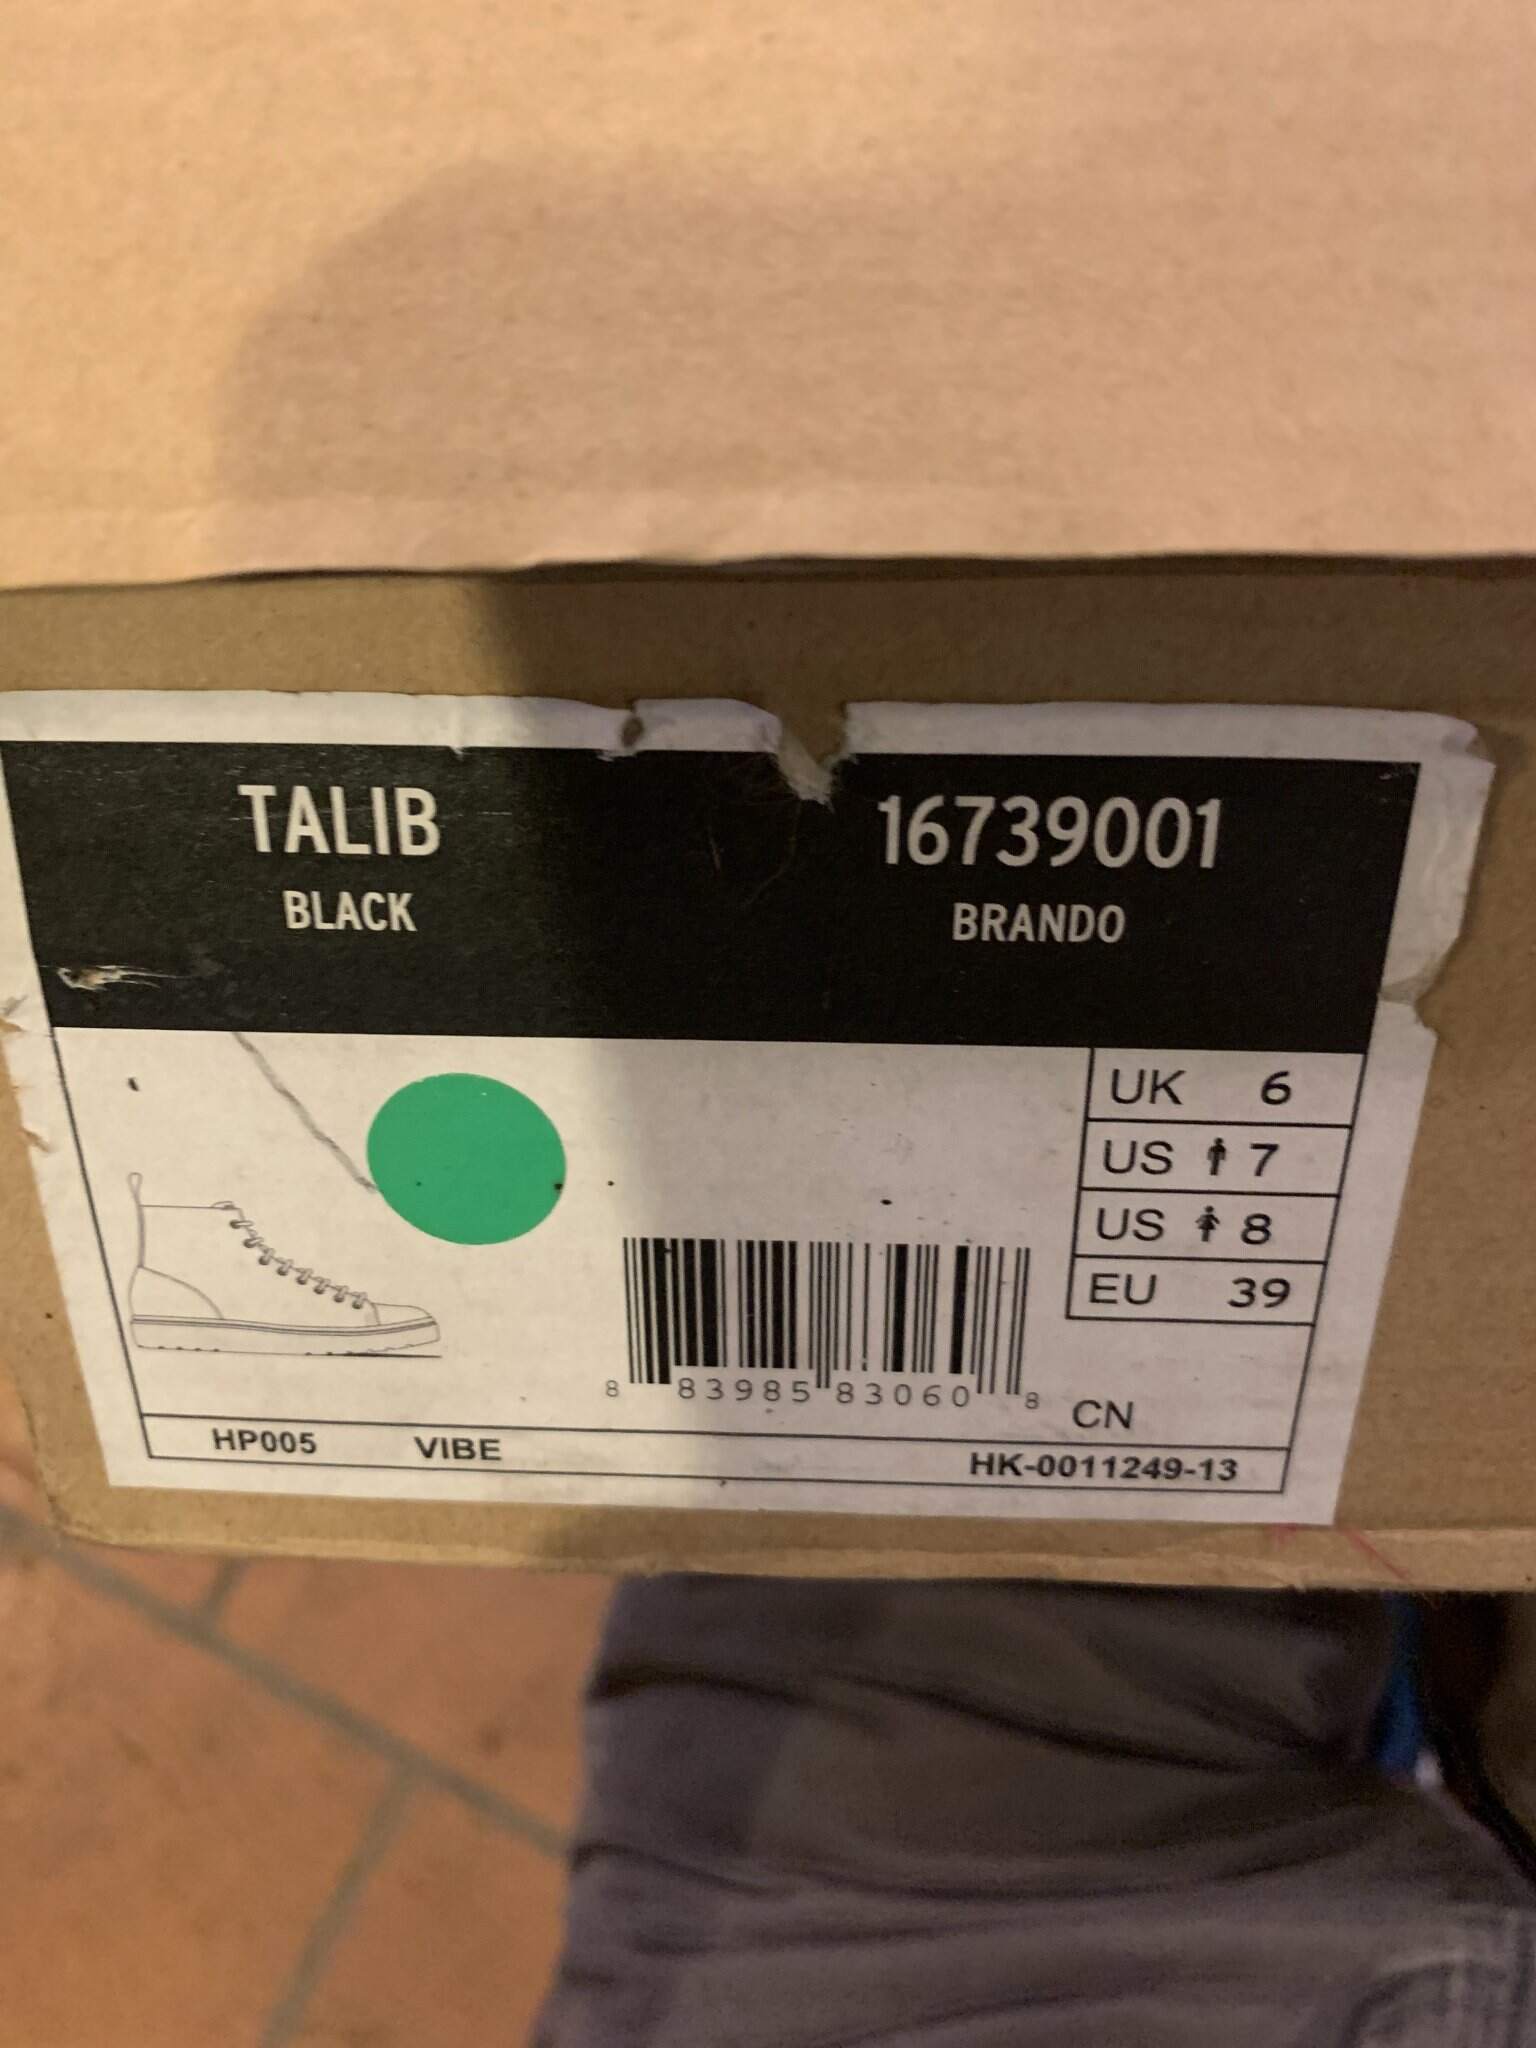 TALIB
BLACK
16739001
BRANDO
UK 6
US 7
US 8
EU 39
8 83985 83060 8
CN
HP005 VIBE HK-0011249-13